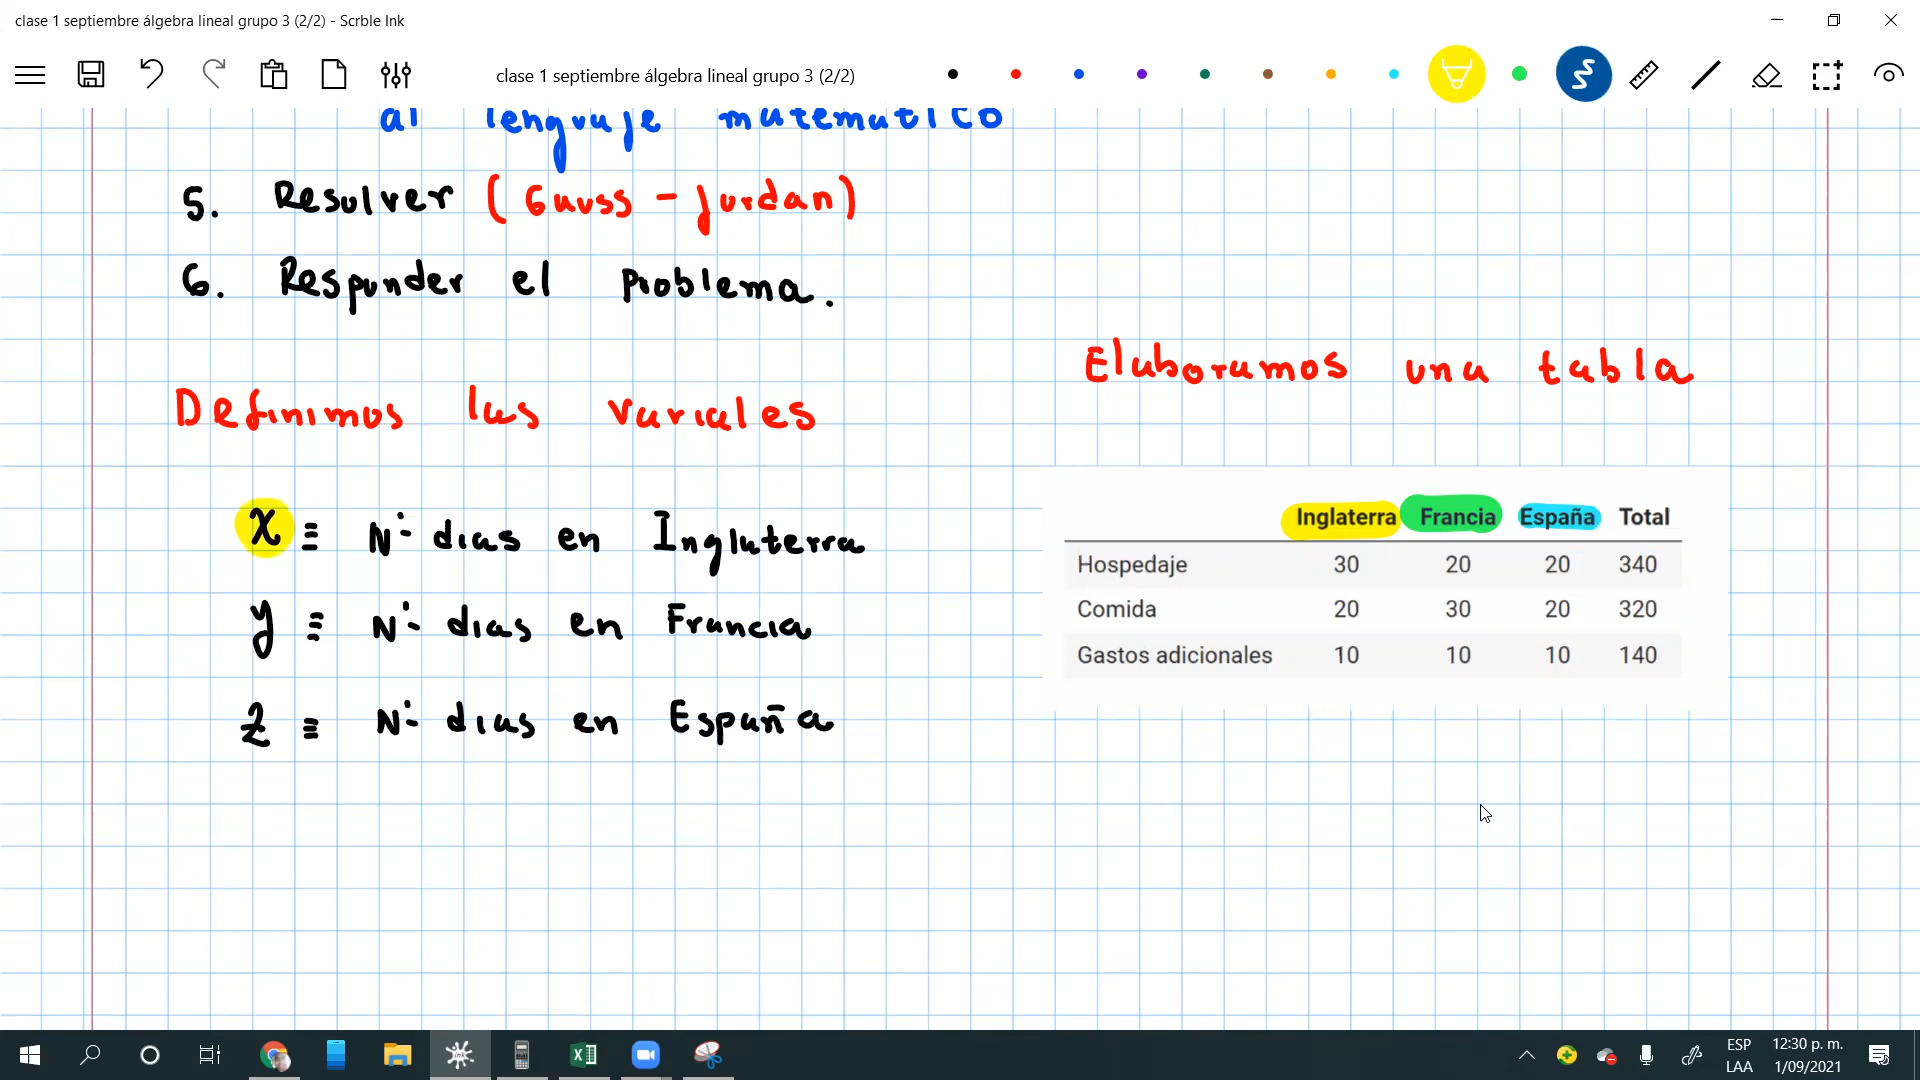 clase 1 septiembre álgebra lineal grupo 3 (2/2) - Scrble Ink
clase 1 septiembre álgebra lineal grupo 3 (2/2)
al lenguaje matematico
5. Resolver (Gauss - Jordan)
6. Responder el problema.
Definimos las variales
x ≡ N° dias en Inglaterra
y ≡ N° dias en Francia
z ≡ N° dias en España
Elaboramos una tabla
Inglaterra Francia España Total
Hospedaje 30 20 20 340
Comida 20 30 20 320
Gastos adicionales 10 10 10 140
ESP 12:30 p. m.
LAA 1/09/2021